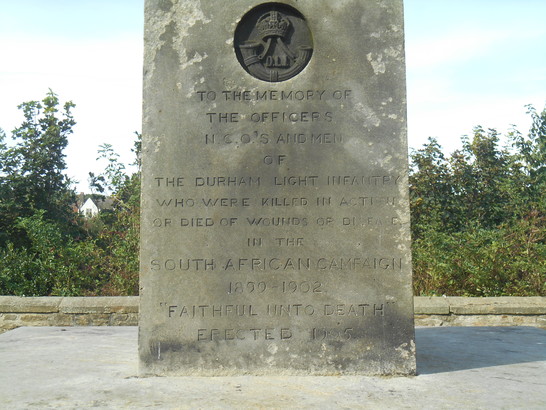 DLI
TO THE MEMORY OF
THE OFFICERS
N.C.O'S AND MEN
OF
THE DURHAM LIGHT INFANTRY
WHO WERE KILLED IN ACTION
OR DIED OF WOUNDS OR DISEASE
IN THE
SOUTH AFRICAN CAMPAIGN
1899-1902
"FAITHFUL UNTO DEATH"
ERECTED